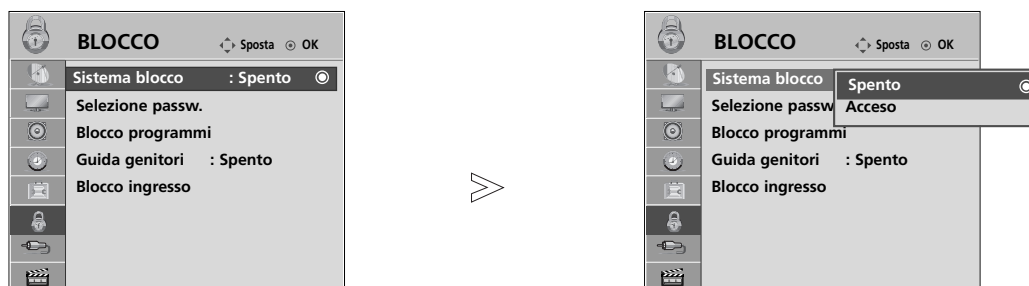 BLOCCO Sposta OK
Sistema blocco : Spento
Selezione passw.
Blocco programmi
Guida genitori : Spento
Blocco ingresso
BLOCCO Sposta OK
Sistema blocco
Spento
Selezione passw
Acceso
Blocco programmi
Guida genitori : Spento
Blocco ingresso